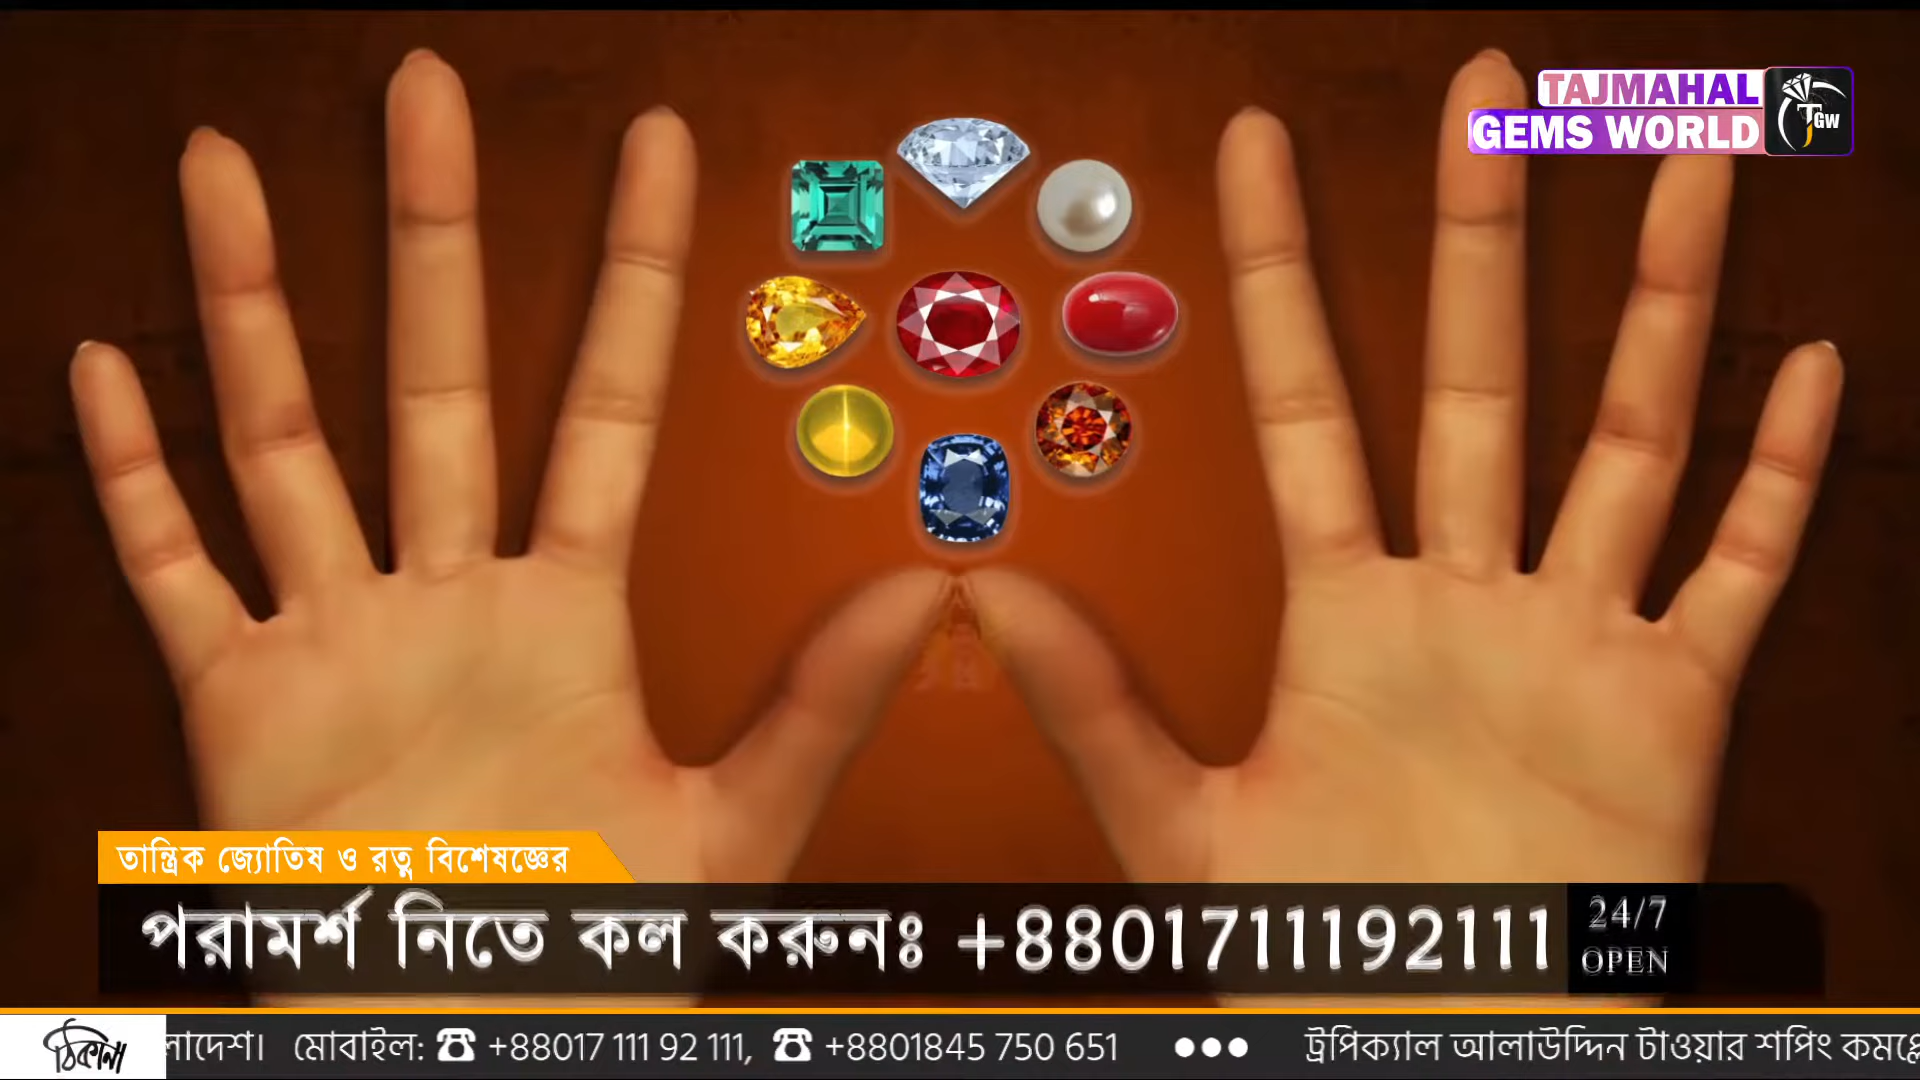 TAJMAHAL
GEMS WORLD
TGW
তান্ত্রিক জ্যোতিষ ও রত্ন বিশেষজ্ঞের
পরামর্শ নিতে কল করুনঃ +8801711192111
24/7
OPEN
ঠিকানা
লাদেশ। মোবাইল: ☎ +88017 111 92 111, ☎ +8801845 750 651 ●●● ট্রপিক্যাল আলাউদ্দিন টাওয়ার শপিং